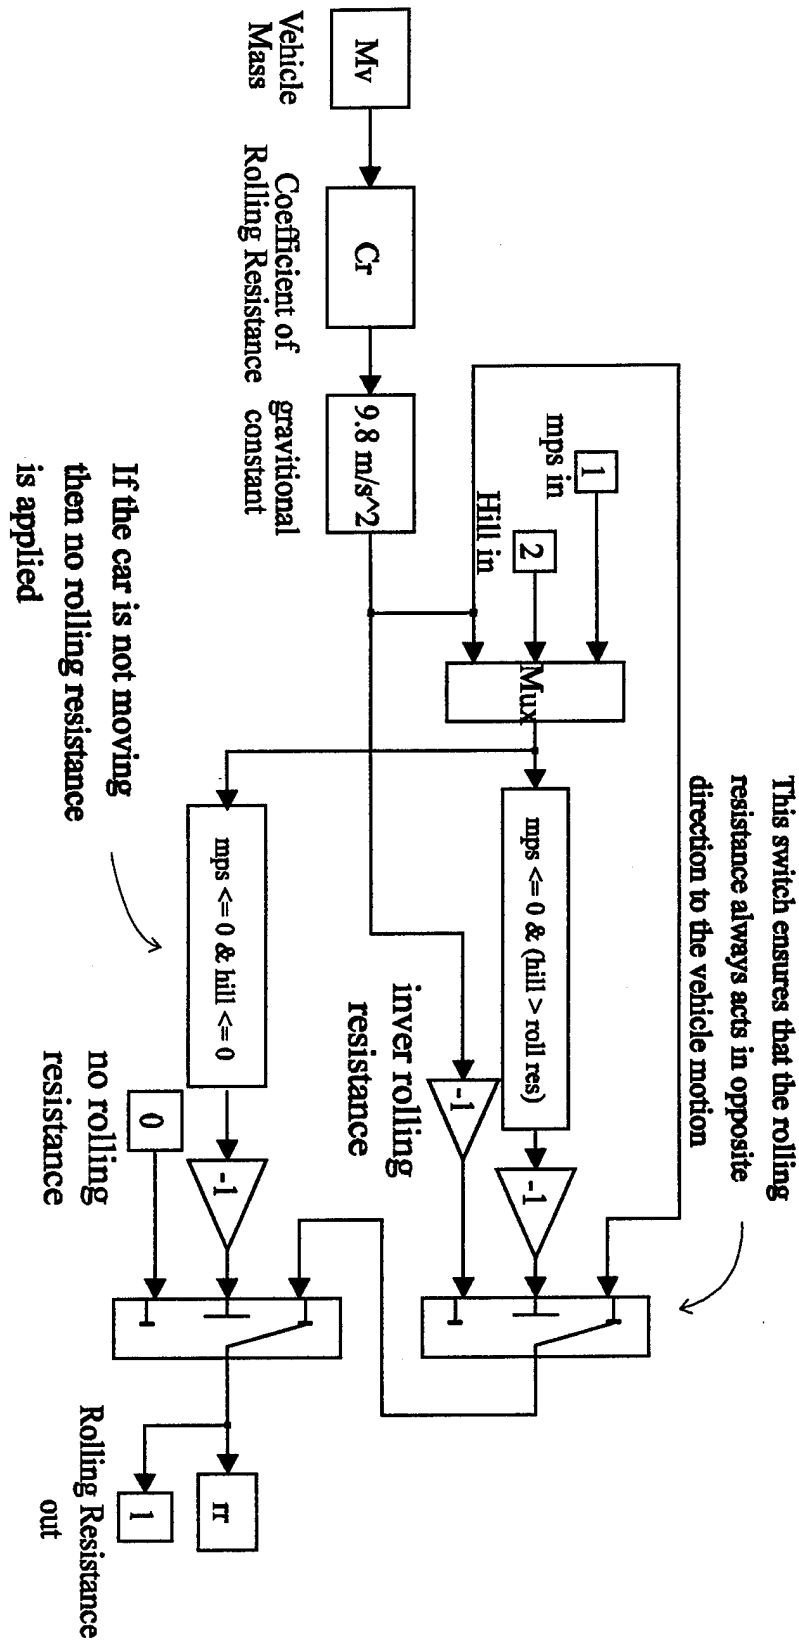 This switch ensures that the rolling
resistance always acts in opposite
direction to the vehicle motion
1
mps in
2
Hill in
Mux
mps <= 0 & (hill > roll res)
-1
Mv
Vehicle
Mass
Cr
Coefficient of
Rolling Resistance
9.8 m/s^2
gravitional
constant
-1
inver rolling
resistance
mps <= 0 & hill <= 0
-1
If the car is not moving
then no rolling resistance
is applied
0
no rolling
resistance
rr
1
Rolling Resistance
out